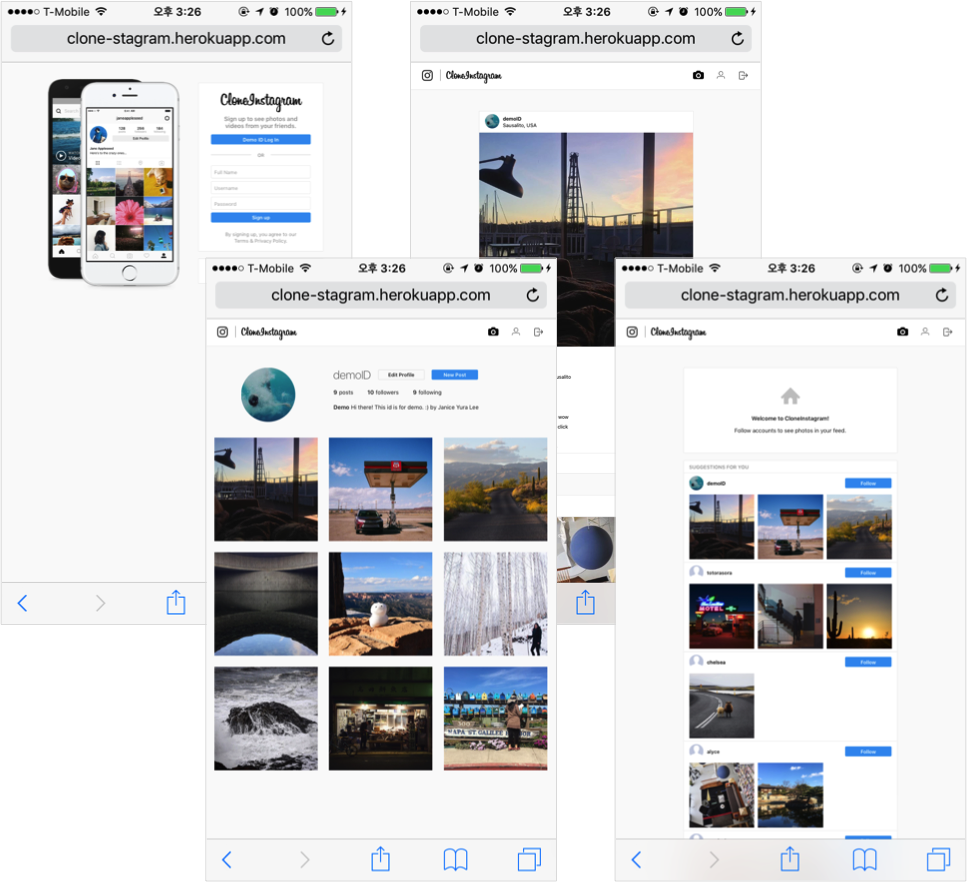 T-Mobile 오후 3:26 100%
clone-stagram.herokuapp.com
CloneInstagram
Sign up to see photos and
videos from your friends.
Demo ID Log In
OR
Full Name
Username
Password
Sign up
By signing up, you agree to our
Terms & Privacy Policy.
Search
Edit Profile
T-Mobile 오후 3:26 100%
clone-stagram.herokuapp.com
CloneInstagram
demoID
Sausalito, USA
wow
click
T-Mobile 오후 3:26 100%
clone-stagram.herokuapp.com
CloneInstagram
demoID Edit Profile New Post
9 posts 10 followers 9 following
Demo Hi there! This id is for demo. :) by Janice Yura Lee
T-Mobile 오후 3:26 100%
clone-stagram.herokuapp.com
CloneInstagram
Welcome to CloneInstagram!
Follow accounts to see photos in your feed.
SUGGESTIONS FOR YOU
demoID Follow
Follow
MOTEL
chelsea Follow
alyce Follow